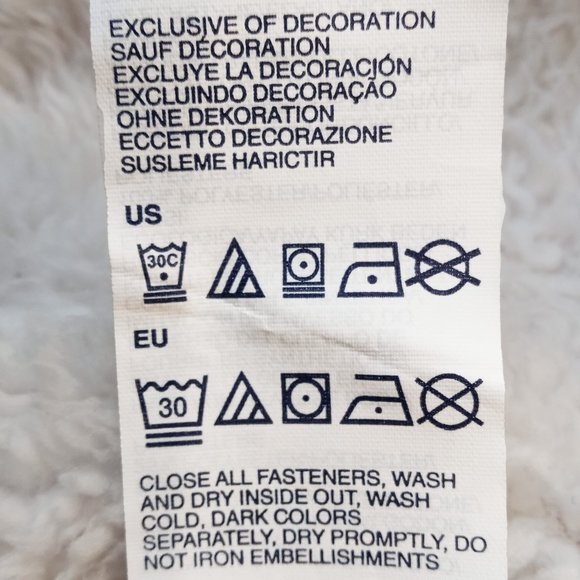 EXCLUSIVE OF DECORATION
SAUF DÉCORATION
EXCLUYE LA DECORACIÓN
EXCLUINDO DECORAÇÃO
OHNE DEKORATION
ECCETTO DECORAZIONE
SUSLEME HARICTIR
US
30C
EU
30
CLOSE ALL FASTENERS, WASH
AND DRY INSIDE OUT, WASH
COLD, DARK COLORS
SEPARATELY, DRY PROMPTLY, DO
NOT IRON EMBELLISHMENTS